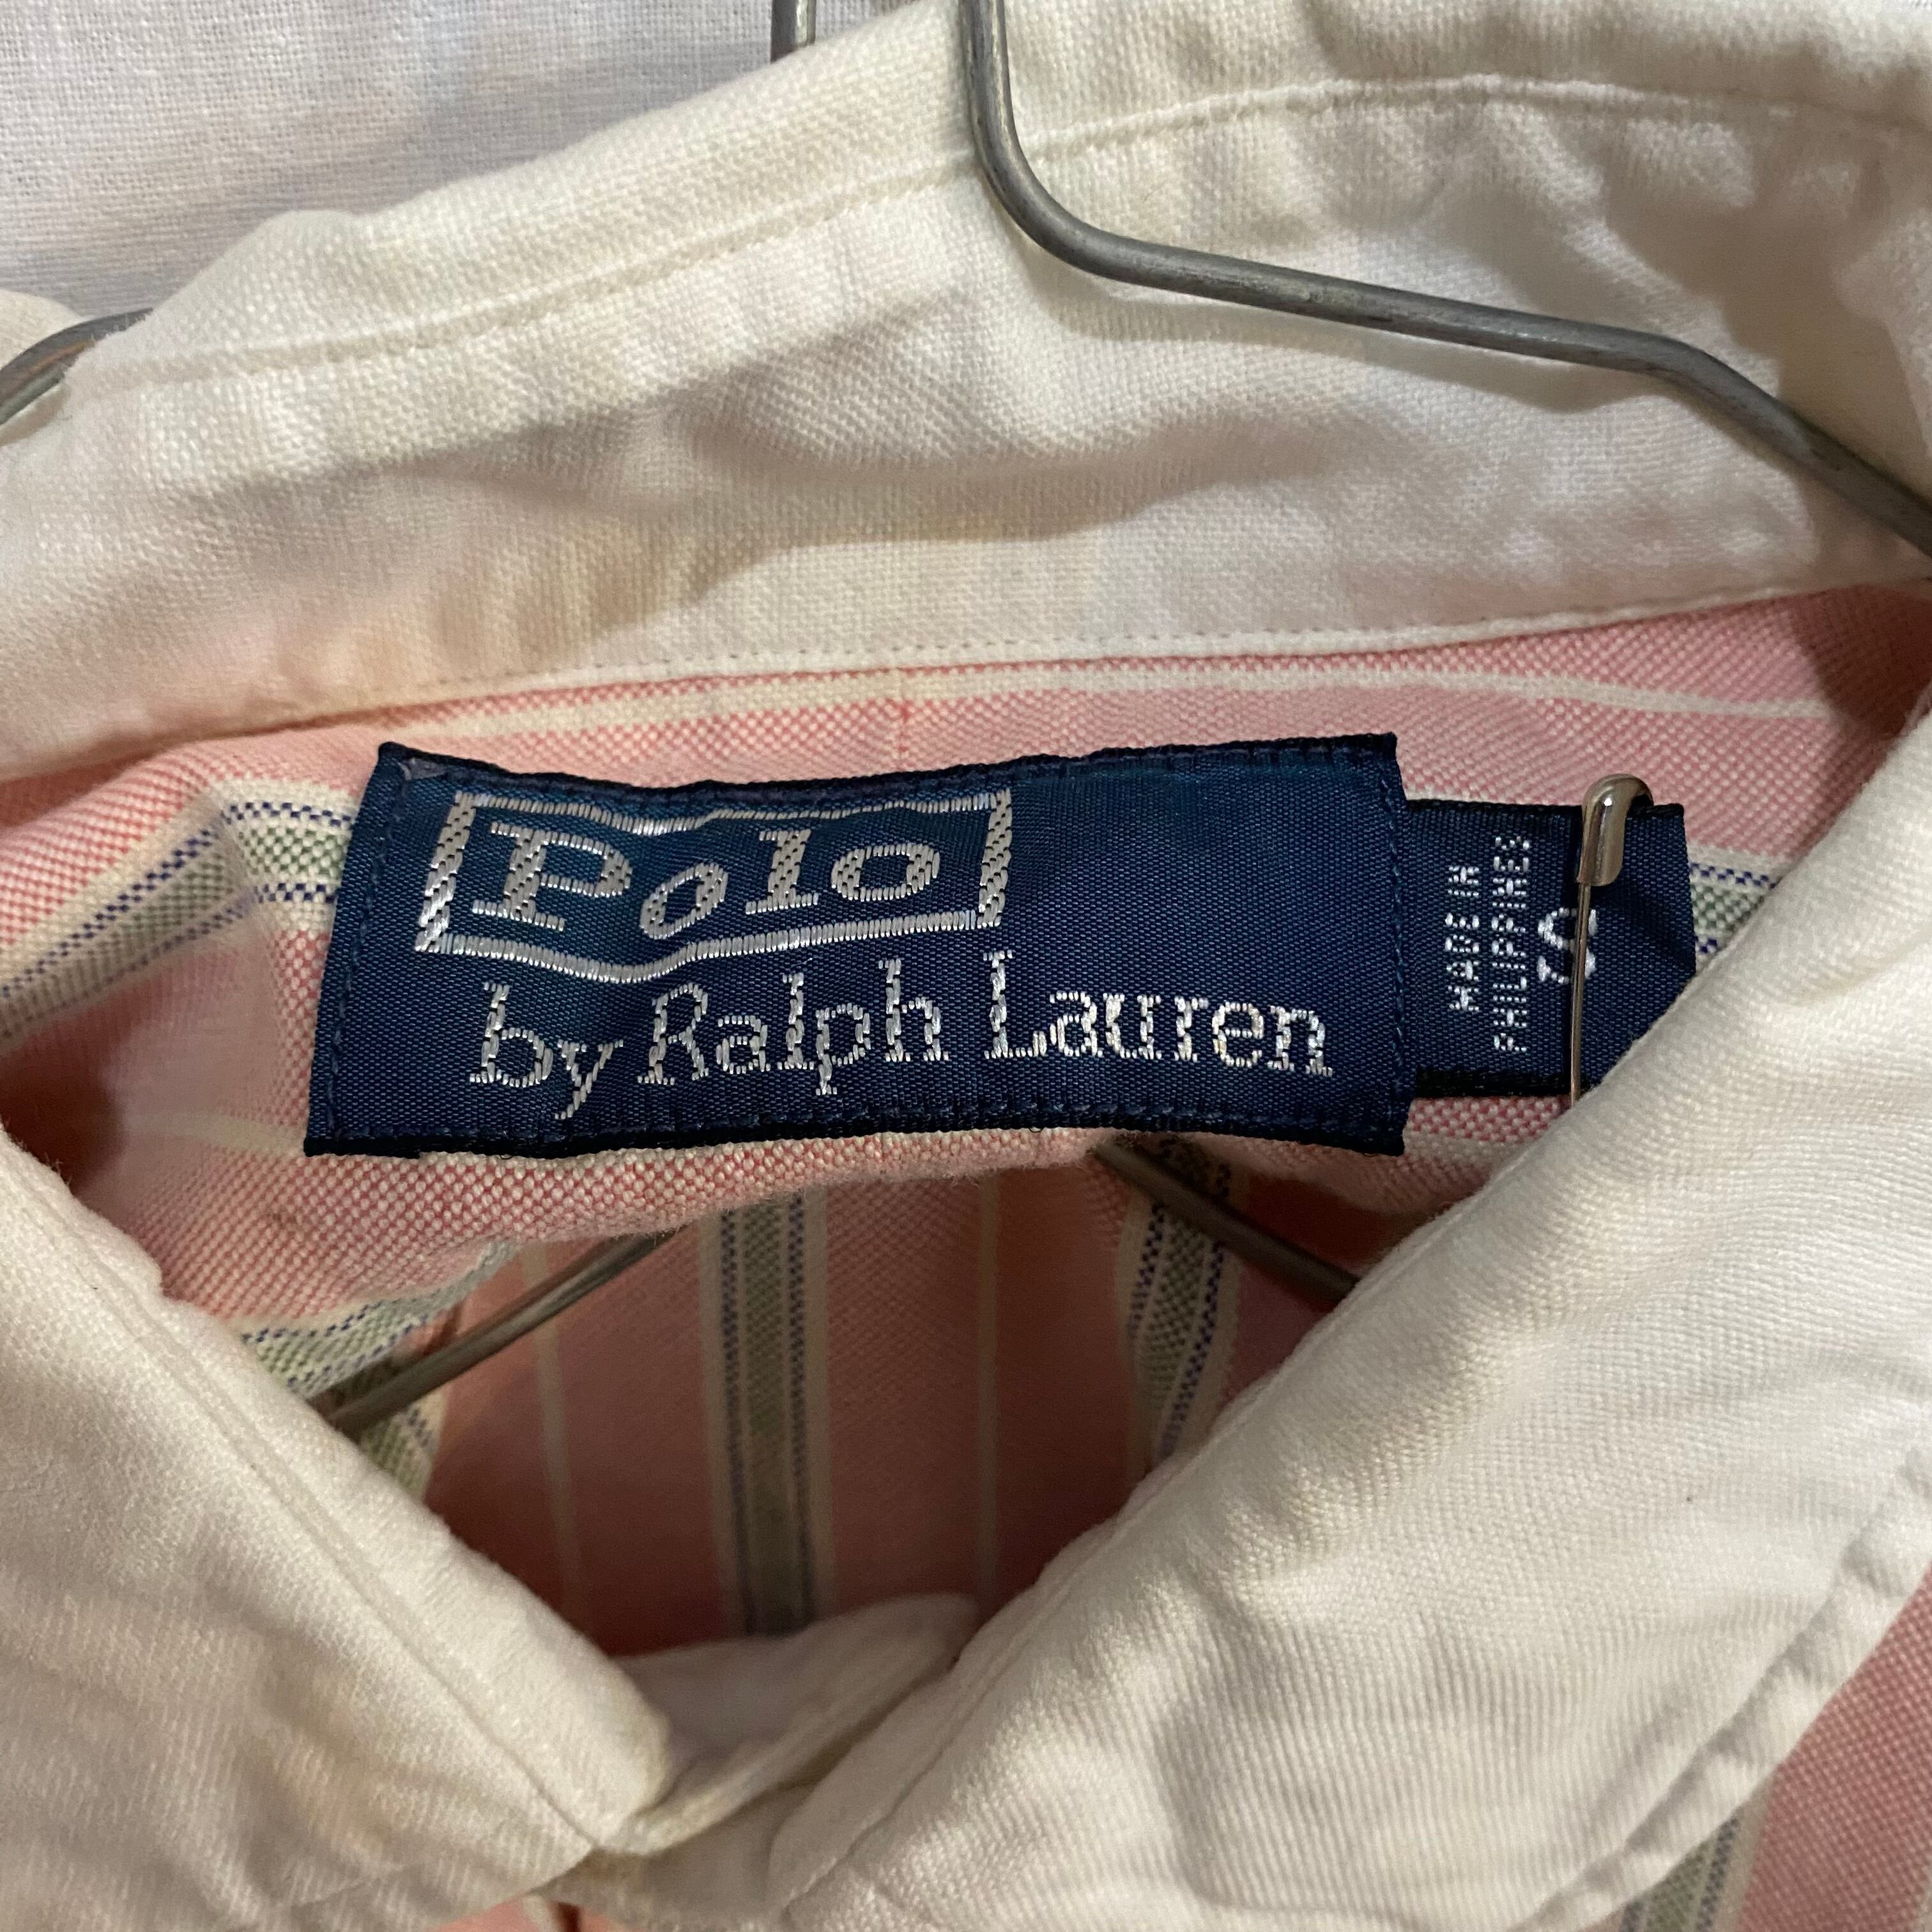 Polo
by Ralph Lauren
MADE IN
PHILIPPINES
S